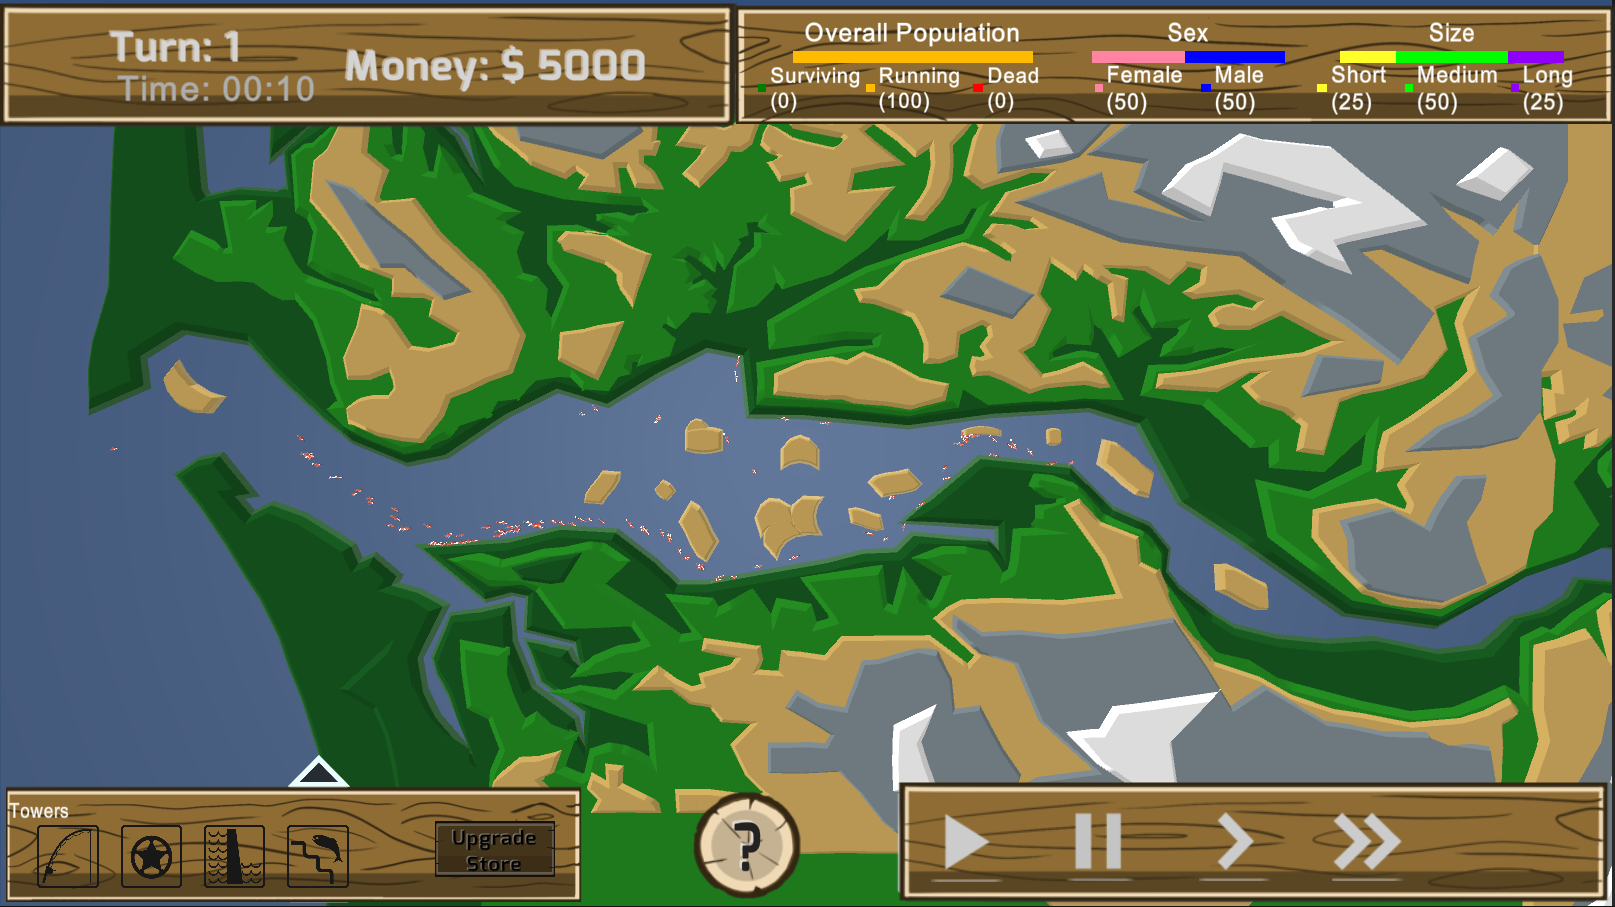 Turn: 1
Time: 00:10
Money: $ 5000
Overall Population
Surviving Running Dead
(0) (100) (0)
Sex
Female Male
(50) (50)
Size
Short Medium Long
(25) (50) (25)
Towers
Upgrade
Store
?